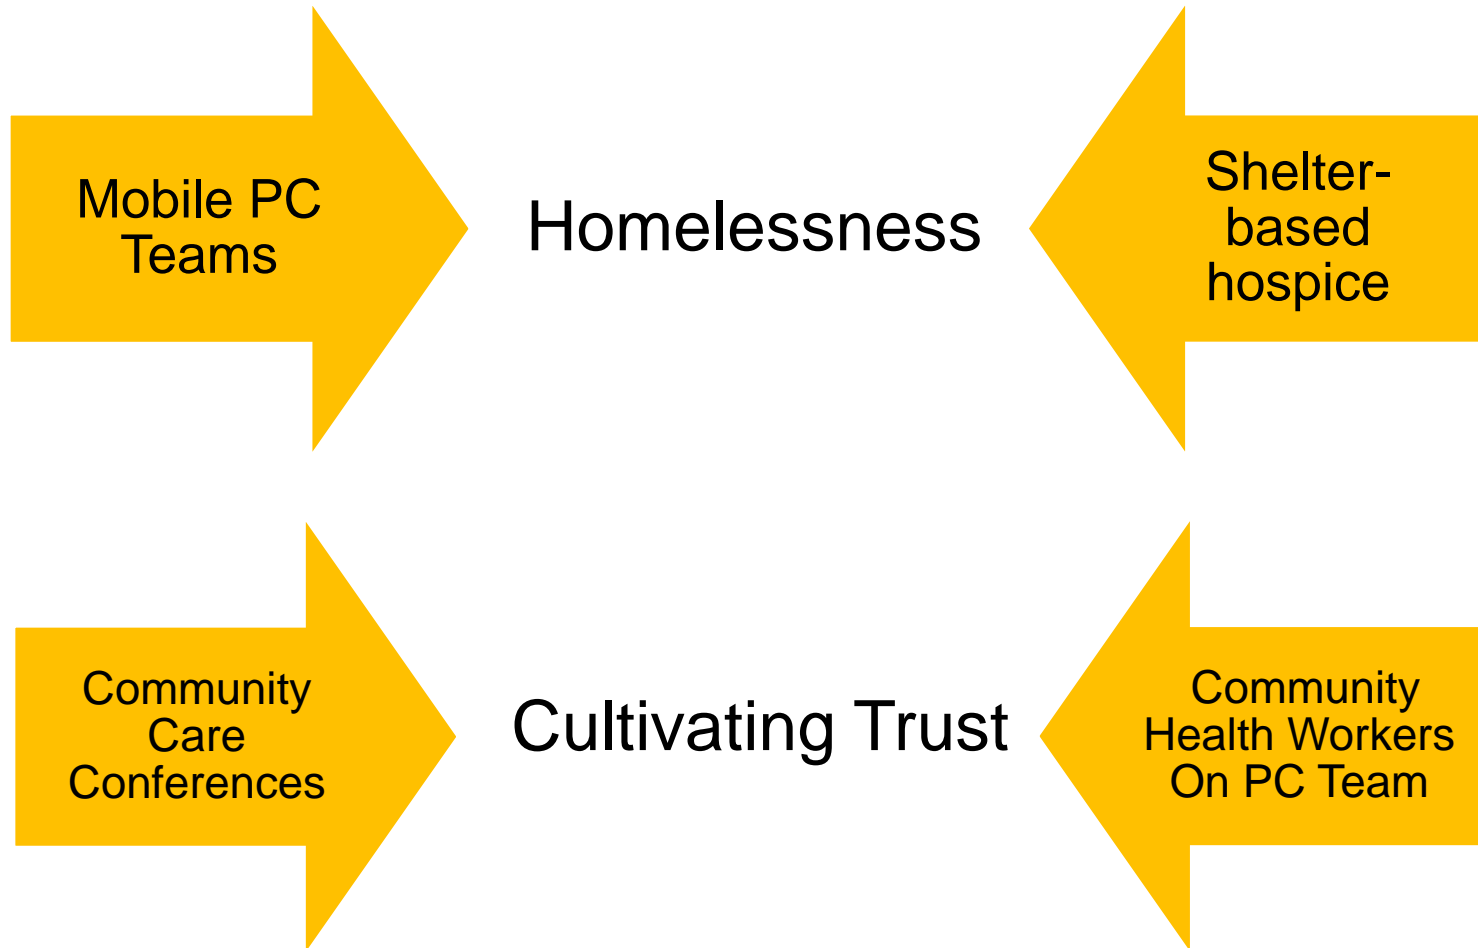 Mobile PC
Teams
Homelessness
Shelter-
based
hospice
Community
Care
Conferences
Cultivating Trust
Community
Health Workers
On PC Team